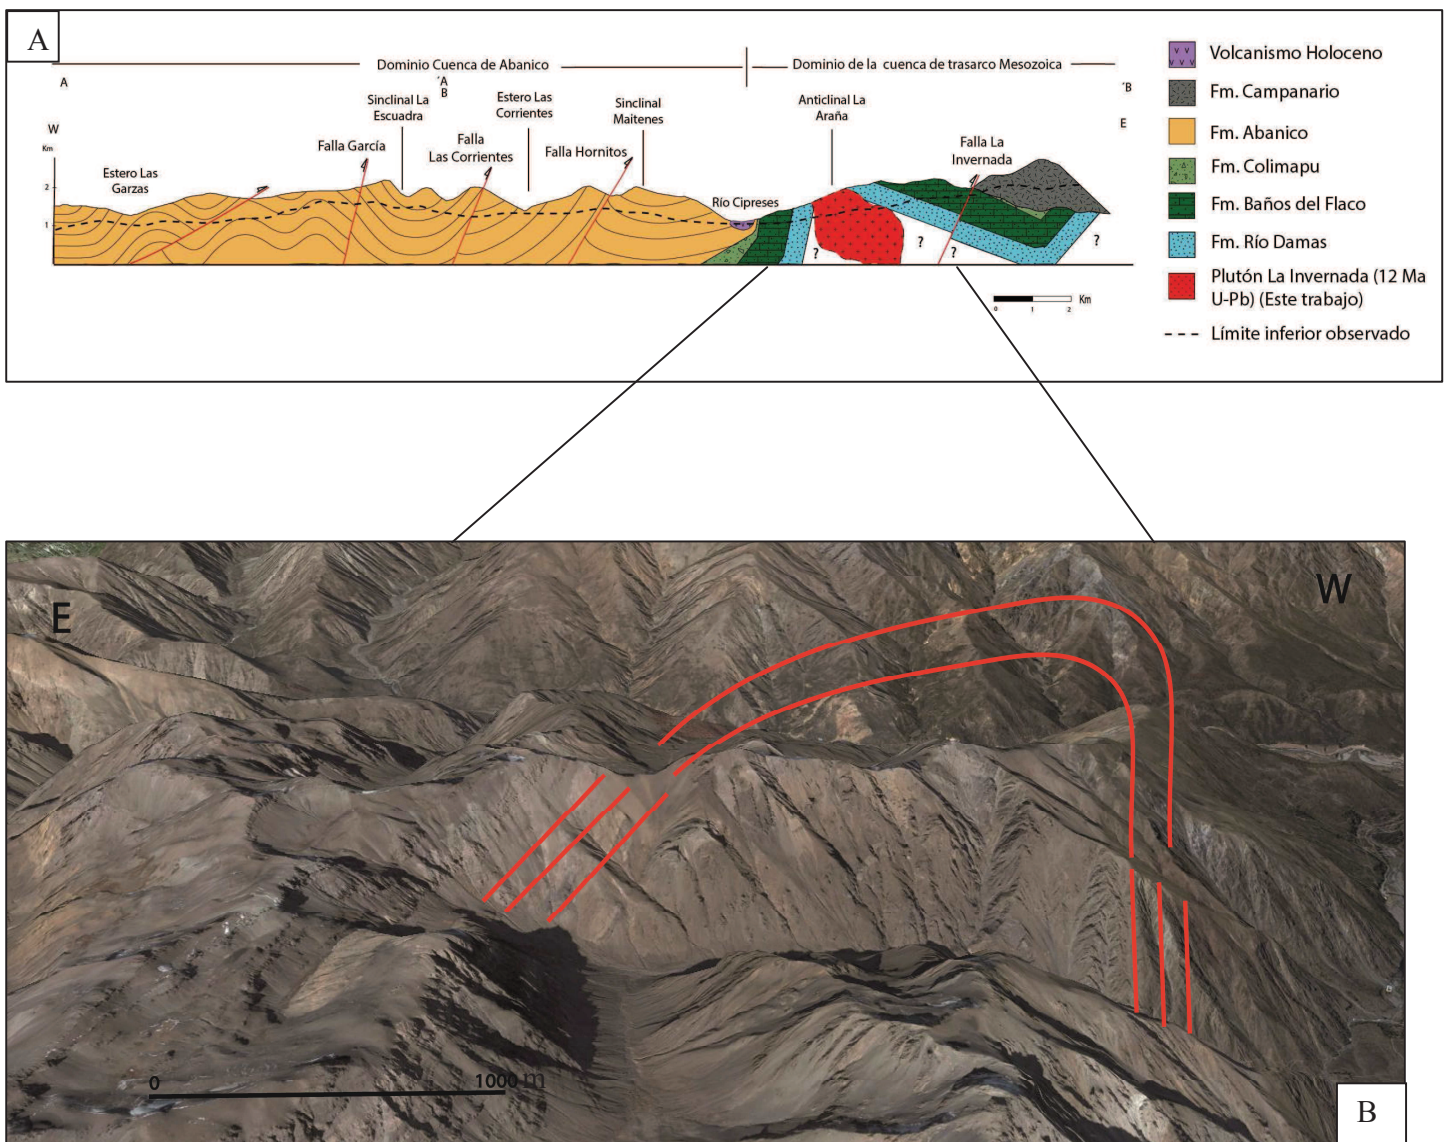 A
Dominio Cuenca de Abanico
Dominio de la cuenca de trasarco Mesozoica
A
´A
B
´B
Sinclinal La
Escuadra
Estero Las
Corrientes
Sinclinal
Maitenes
Anticlinal La
Araña
W
E
Km
Falla García
Falla
Las Corrientes
Falla Hornitos
Falla La
Invernada
Estero Las
Garzas
2
1
Río Cipreses
?
?
?
?
Km
0 1 2
Volcanismo Holoceno
Fm. Campanario
Fm. Abanico
Fm. Colimapu
Fm. Baños del Flaco
Fm. Río Damas
Plutón La Invernada (12 Ma
U-Pb) (Este trabajo)
Límite inferior observado
E
W
0 1000 m
B